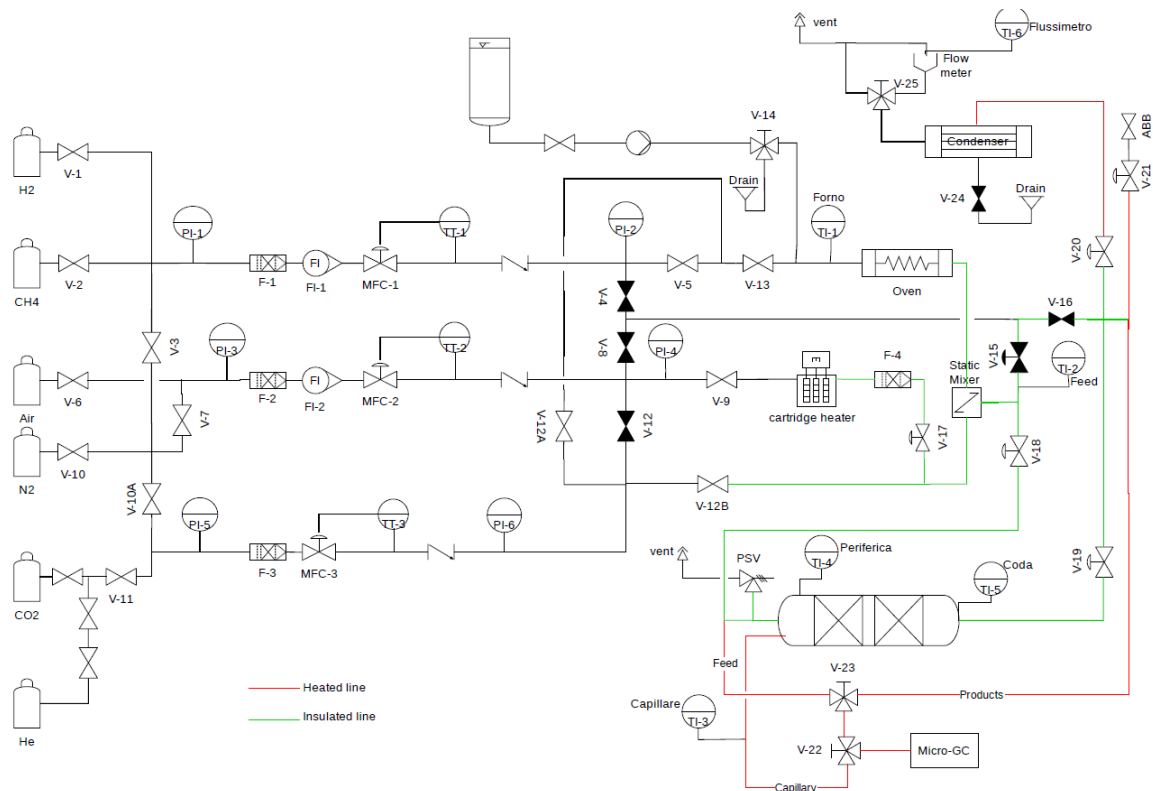 vent
TI-6
Flussimetro
Flow
meter
V-25
V-14
H2
V-1
Condenser
ABB
V-21
Drain
V-24
Drain
Forno
TI-1
PI-1
TT-1
PI-2
V-20
CH4
V-2
F-1
FI
FI-1
MFC-1
V-5
V-13
Oven
V-4
V-16
V-3
PI-3
TT-2
V-8
PI-4
V-15
TI-2
Feed
E
F-4
Static
Mixer
Air
V-6
V-7
F-2
FI
FI-2
MFC-2
V-9
cartridge heater
V-12A
V-12
V-17
V-18
N2
V-10
V-10A
V-12B
PI-5
TT-3
PI-6
V-19
CO2
V-11
F-3
MFC-3
vent
PSV
TI-4
Periferica
Coda
TI-5
He
Heated line
Insulated line
Feed
V-23
Products
Capillare
TI-3
V-22
Micro-GC
Capillary